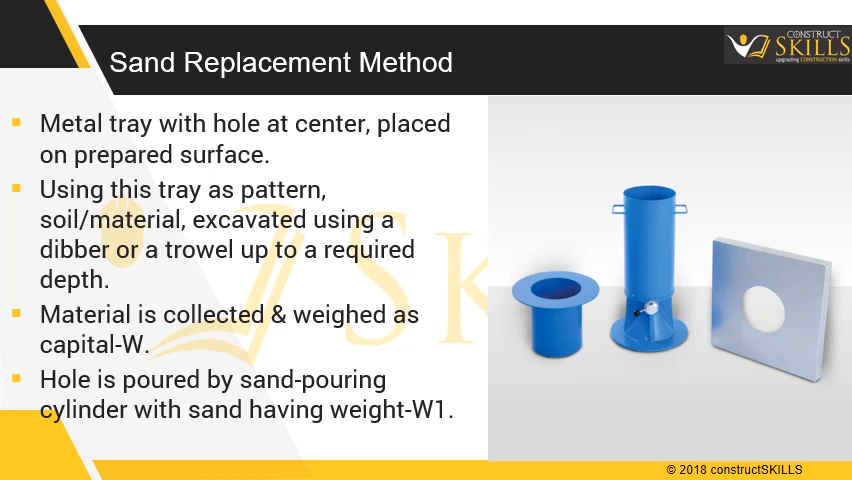 CONSTRUCT
SKILLS
upgrading CONSTRUCTION skills
Sand Replacement Method
Metal tray with hole at center, placed
on prepared surface.
Using this tray as pattern,
soil/material, excavated using a
dibber or a trowel up to a required
depth.
Material is collected & weighed as
capital-W.
Hole is poured by sand-pouring
cylinder with sand having weight-W1.
SKILLS
© 2018 constructSKILLS